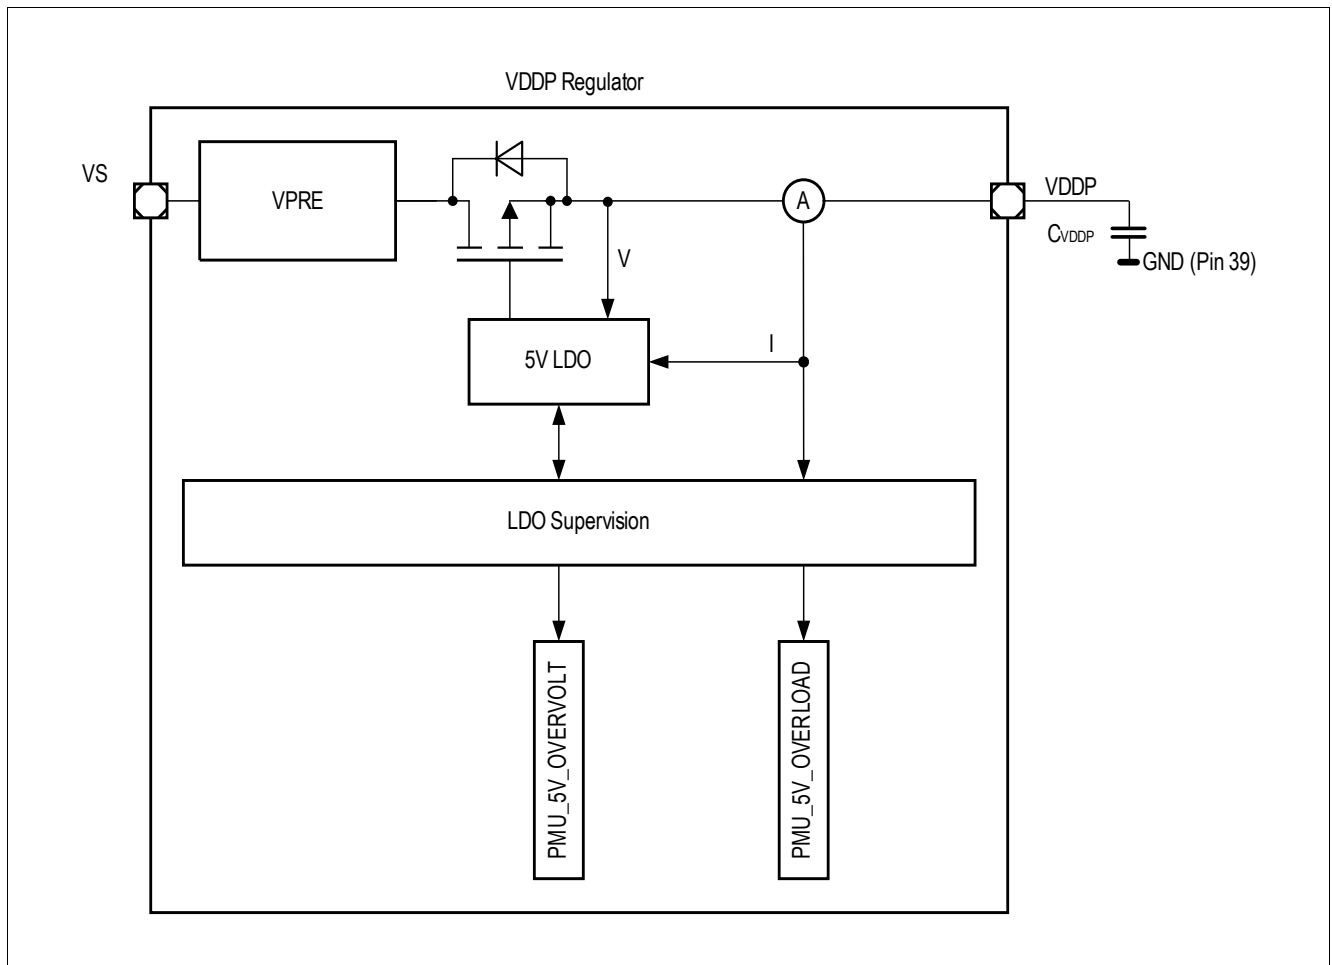 VDDP Regulator
VS
VPRE
VDDP
A
CVDDP
GND (Pin 39)
V
I
5V LDO
LDO Supervision
PMU_5V_OVERVOLT
PMU_5V_OVERLOAD